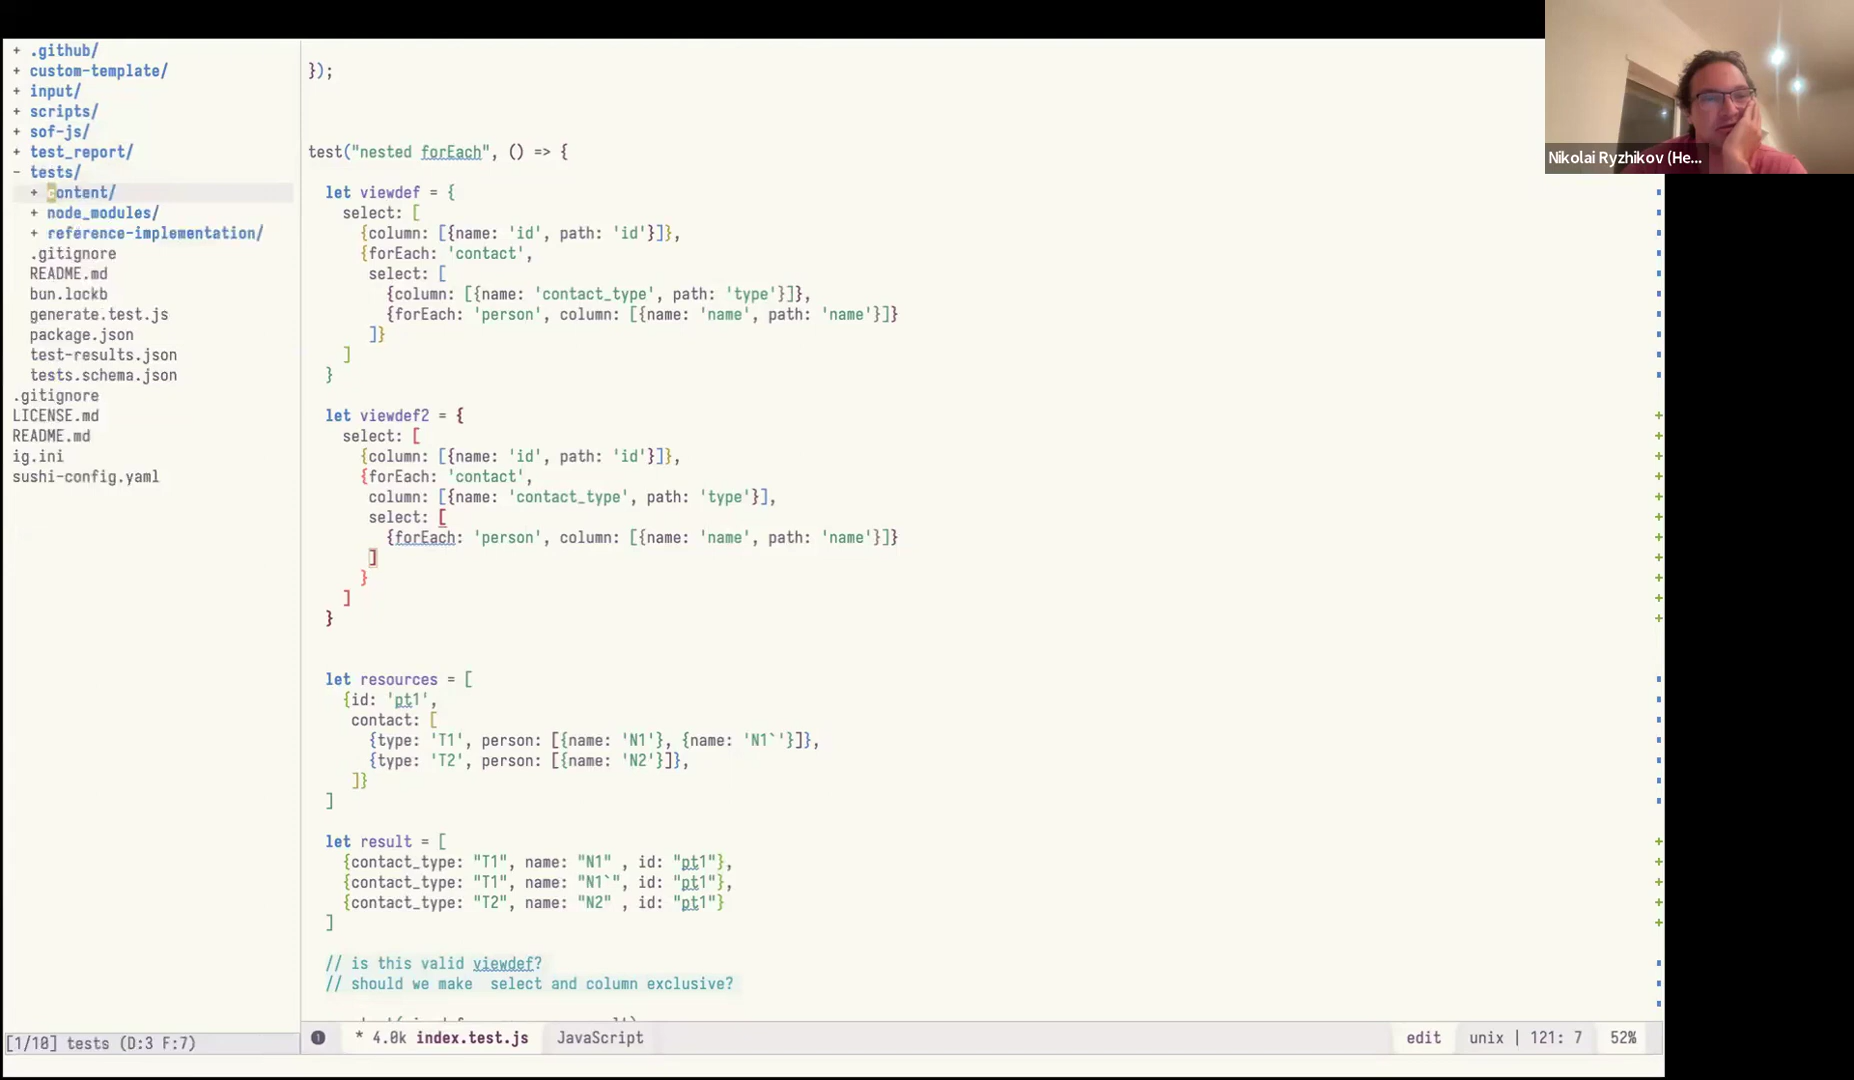 + .github/
+ custom-template/
+ input/
+ scripts/
+ sof-js/
+ test_report/
- tests/
+ content/
+ node_modules/
+ reference-implementation/
.gitignore
README.md
bun.lockb
generate.test.js
package.json
test-results.json
tests.schema.json
.gitignore
LICENSE.md
README.md
ig.ini
sushi-config.yaml
[1/10] tests (D:3 F:7)
});
test("nested forEach", () => {
let viewdef = {
select: [
{column: [{name: 'id', path: 'id'}]},
{forEach: 'contact',
select: [
{column: [{name: 'contact_type', path: 'type'}]},
{forEach: 'person', column: [{name: 'name', path: 'name'}]}
]}
]
}
let viewdef2 = {
select: [
{column: [{name: 'id', path: 'id'}]},
{forEach: 'contact',
column: [{name: 'contact_type', path: 'type'}],
select: [
{forEach: 'person', column: [{name: 'name', path: 'name'}]}
]
}
]
}
let resources = [
{id: 'pt1',
contact: [
{type: 'T1', person: [{name: 'N1'}, {name: 'N1`'}]},
{type: 'T2', person: [{name: 'N2'}]},
]}
]
let result = [
{contact_type: "T1", name: "N1" , id: "pt1"},
{contact_type: "T1", name: "N1`", id: "pt1"},
{contact_type: "T2", name: "N2" , id: "pt1"}
]
// is this valid viewdef?
// should we make  select and column exclusive?
* 4.0k index.test.js JavaScript edit unix | 121: 7 52%
Nikolai Ryzhikov (He...